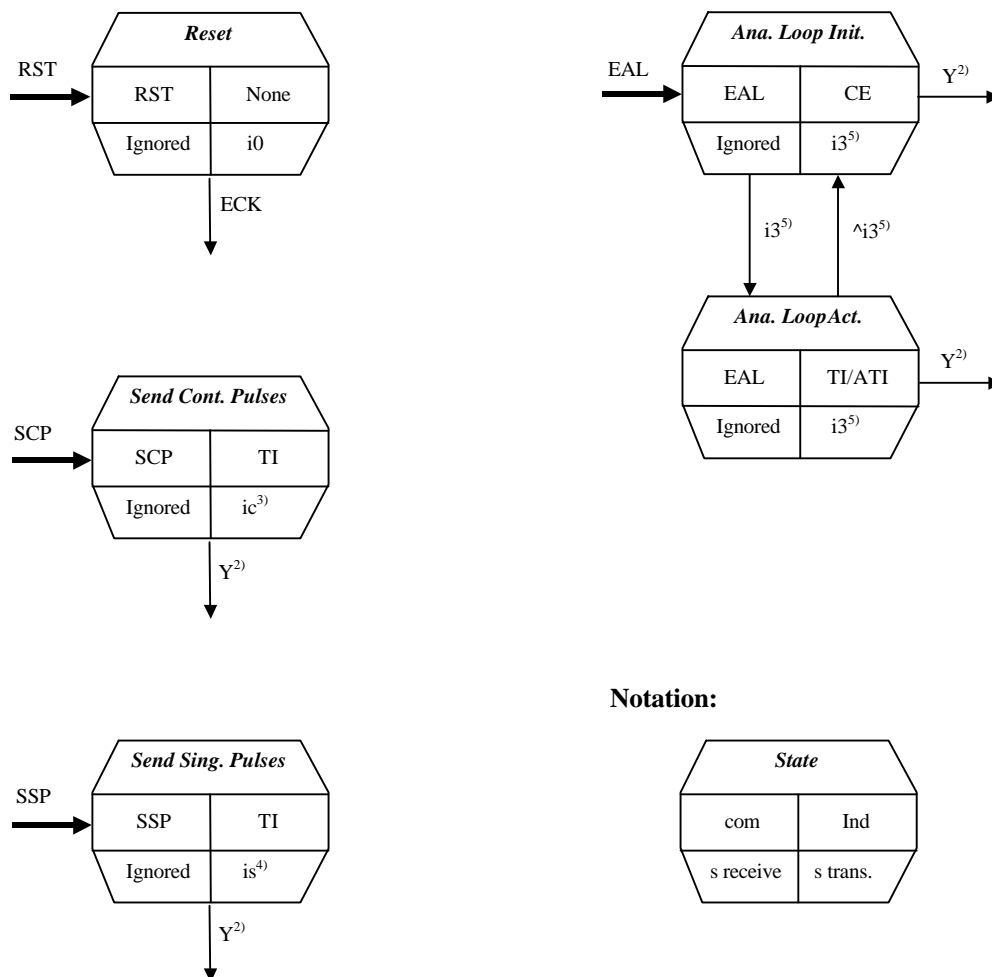 Reset
RST
RST None
Ignored i0
ECK
Ana. Loop Init.
EAL
EAL CE
Y2)
Ignored i35)
i35) ^i35)
Ana. Loop Act.
EAL TI/ATI
Y2)
Ignored i35)
Send Cont. Pulses
SCP
SCP TI
Ignored ic3)
Y2)
Send Sing. Pulses
SSP
SSP TI
Ignored is4)
Y2)
Notation:
State
com Ind
s receive s trans.